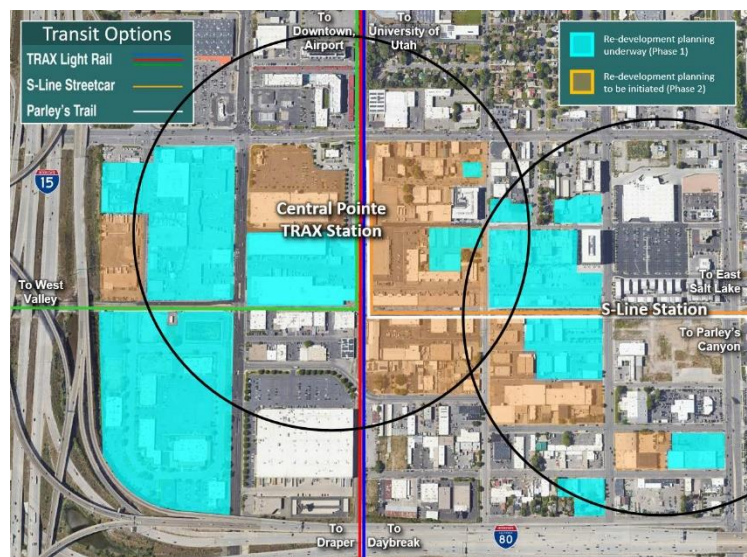 Transit Options
TRAX Light Rail
S-Line Streetcar
Parley's Trail
To
Downtown,
Airport
To
University of
Utah
Re-development planning
underway (Phase 1)
Re-development planning
to be initiated (Phase 2)
15
Central Pointe
TRAX Station
To West
Valley
To East
Salt Lake
S-Line Station
To Parley's
Canyon
To
Draper
To
Daybreak
80